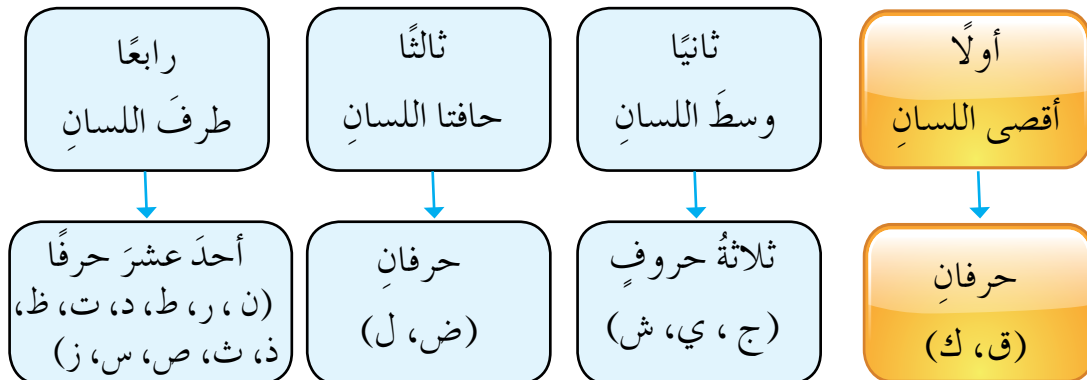 أولًا
أقصى اللسانِ
حرفانِ
(ق، ك)
ثانيًا
وسطَ اللسانِ
ثلاثةُ حروفٍ
(ج ، ي، ش)
ثالثًا
حافتا اللسانِ
حرفانِ
(ض، ل)
رابعًا
طرفَ اللسانِ
أحدَ عشرَ حرفًا
(ن ، ر، ط، د، ت، ظ،
ذ، ث، ص، س، ز)